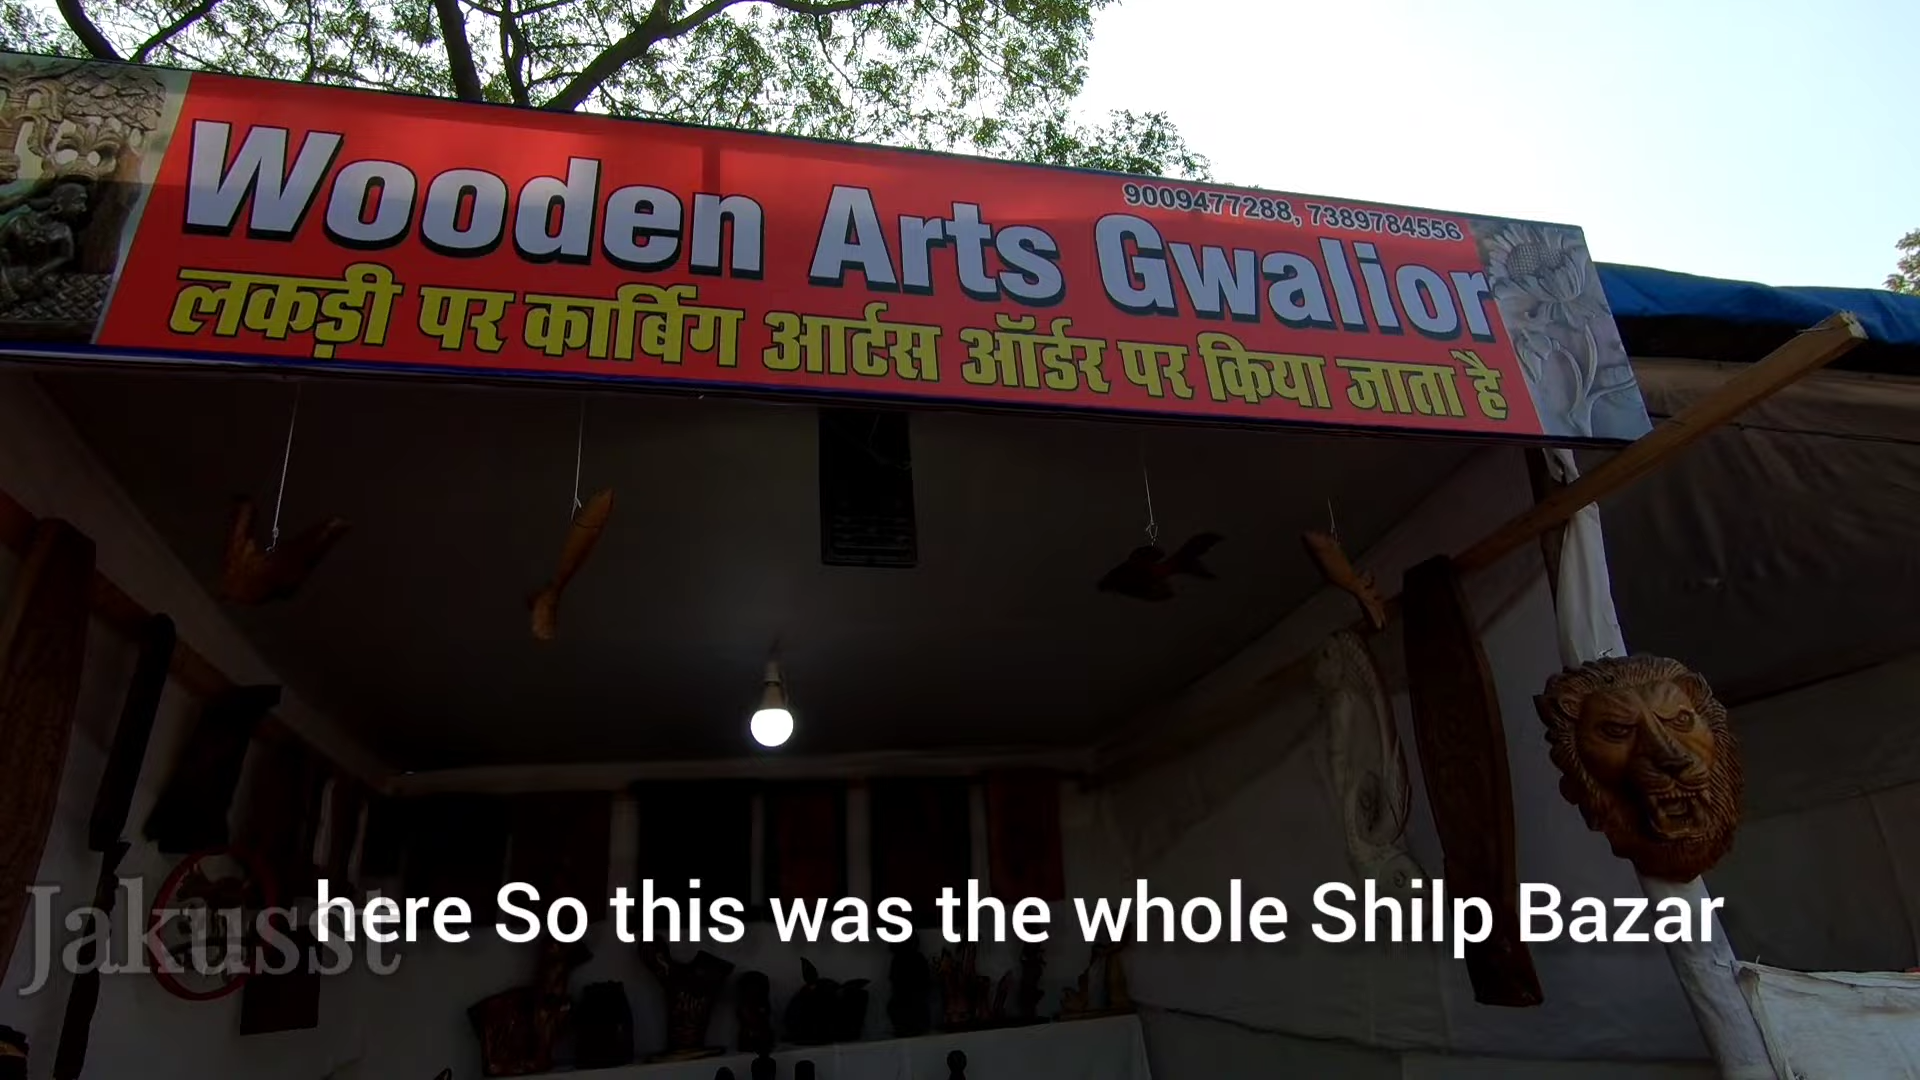 9009477288, 7389784556
Wooden Arts Gwalior
लकड़ी पर कार्बिग आर्टस ऑर्डर पर किया जाता है
here So this was the whole Shilp Bazar
Jakusst